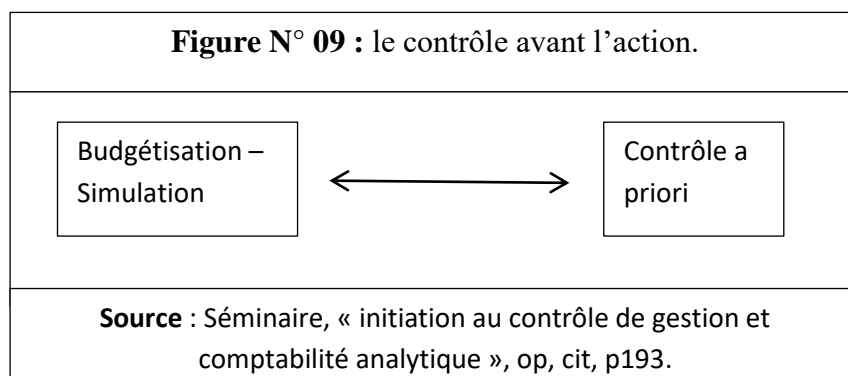 Figure N° 09 : le contrôle avant l’action.
Budgétisation –
Simulation
Contrôle a
priori
Source : Séminaire, « initiation au contrôle de gestion et
comptabilité analytique », op, cit, p193.